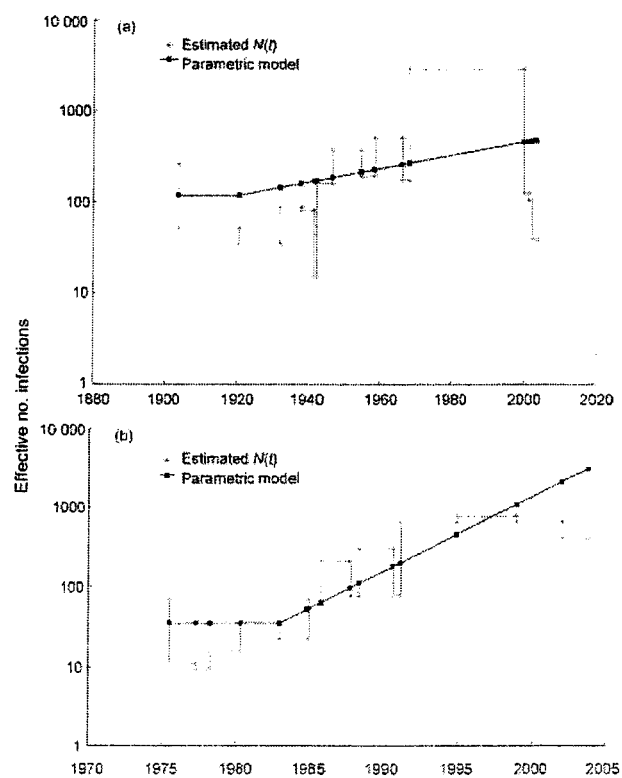 10 000
(a)
Estimated N(t)
Parametric model
1000
100
10
1
1880 1900 1920 1940 1960 1980 2000 2020
Effective no. infections
10 000
(b)
Estimated N(t)
Parametric model
1000
100
10
1
1970 1975 1980 1985 1990 1995 2000 2005